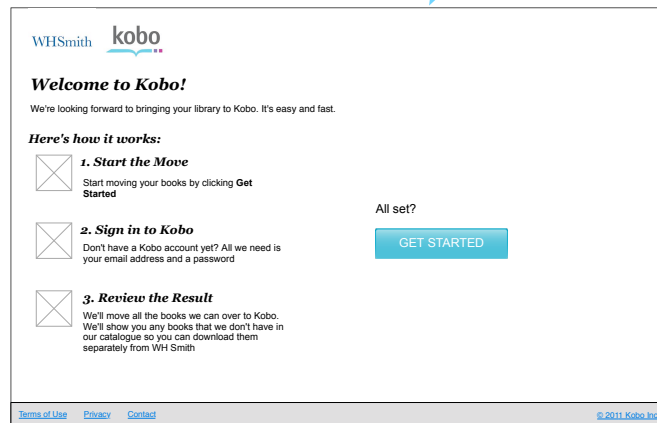 WHSmith kobo
Welcome to Kobo!
We're looking forward to bringing your library to Kobo. It's easy and fast.
Here's how it works:
1. Start the Move
Start moving your books by clicking Get
Started
All set?
GET STARTED
2. Sign in to Kobo
Don't have a Kobo account yet? All we need is
your email address and a password
3. Review the Result
We'll move all the books we can over to Kobo.
We'll show you any books that we don't have in
our catalogue so you can download them
separately from WH Smith
Terms of Use Privacy Contact © 2011 Kobo Inc